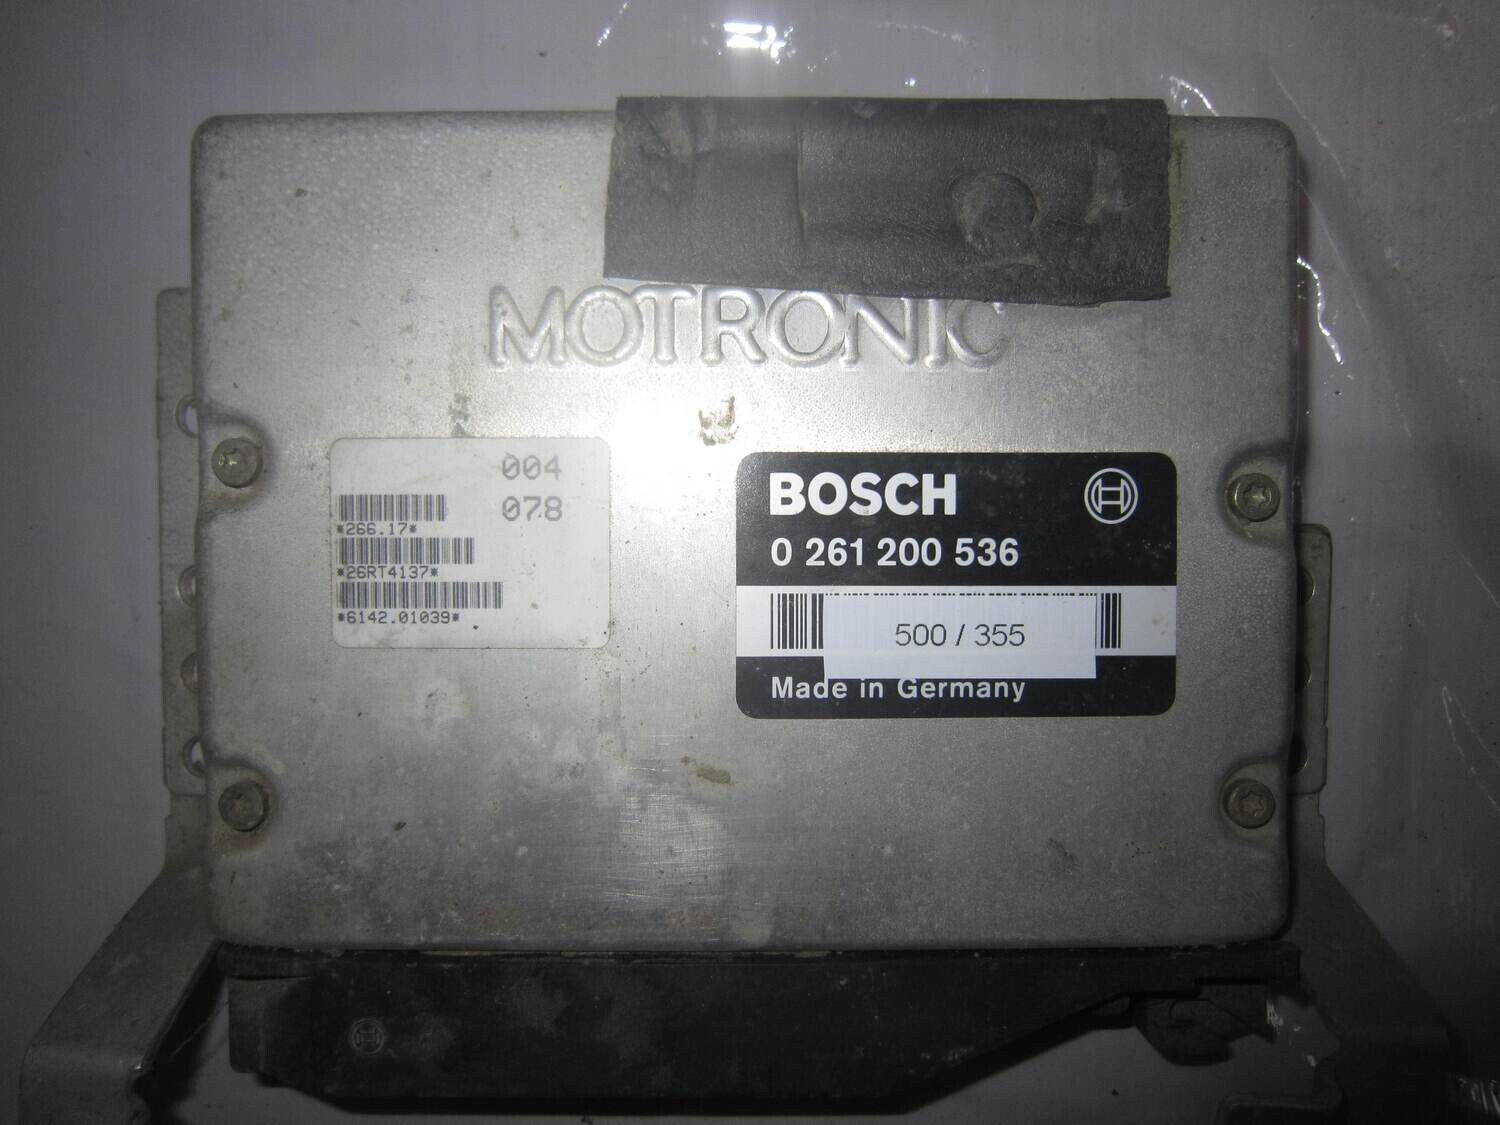 MOTRONIC
004
078
*266.17*
*26RT4137*
*6142.01039*
BOSCH
0 261 200 536
500 / 355
Made in Germany